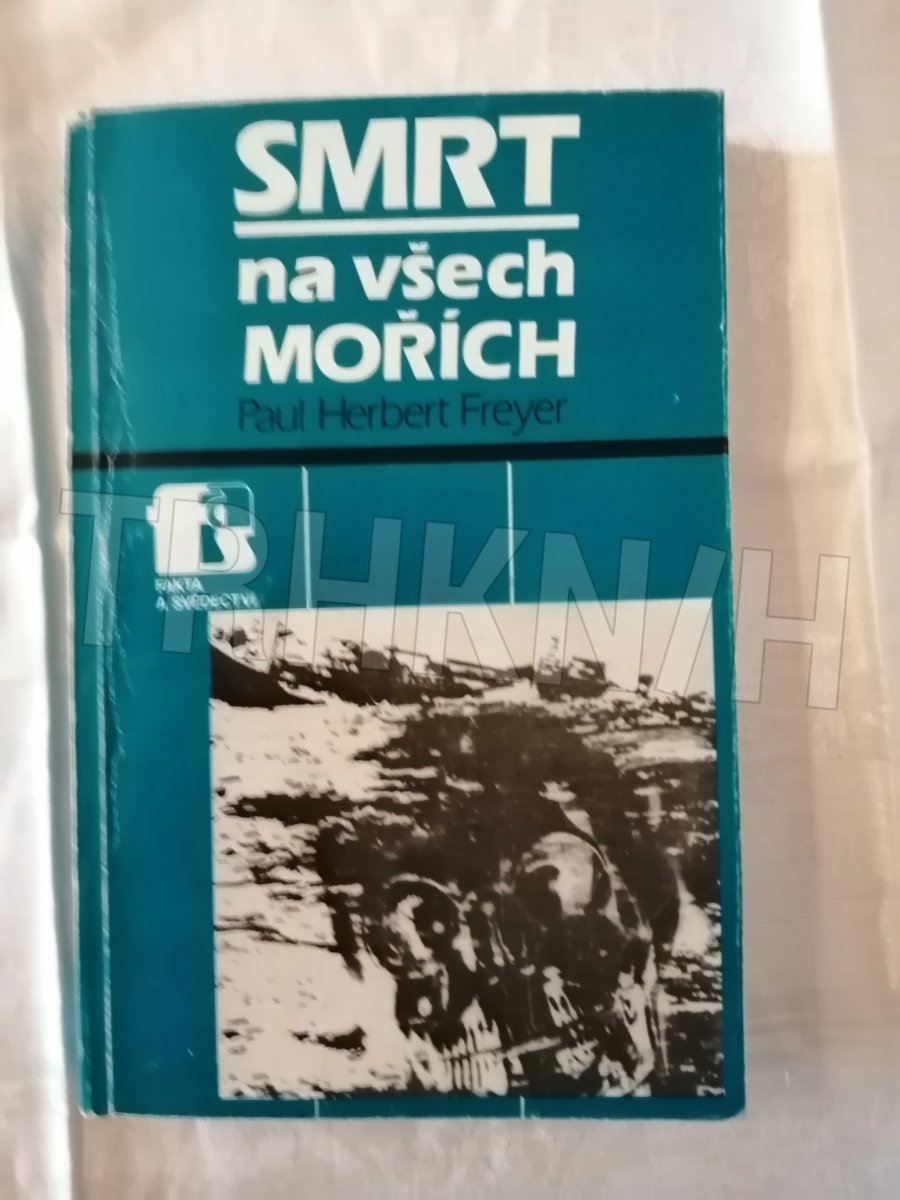 SMRT
na všech
MOŘÍCH
Paul Herbert Freyer
FAKTA
A SVĚDECTVÍ
TRHKNIH